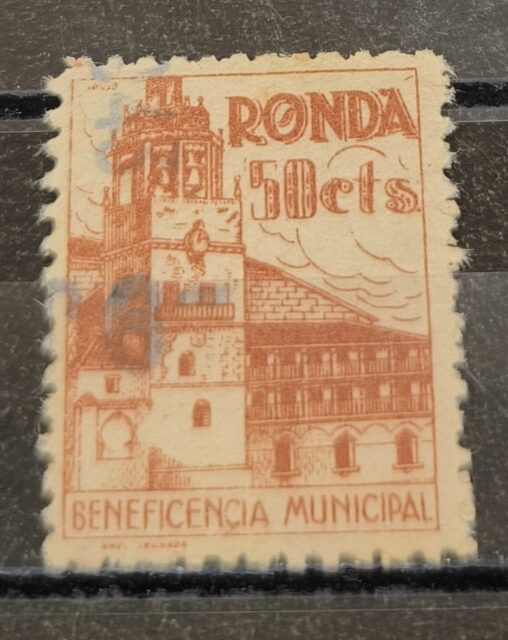 RONDA
50cts.
BENEFICENCIA MUNICIPAL